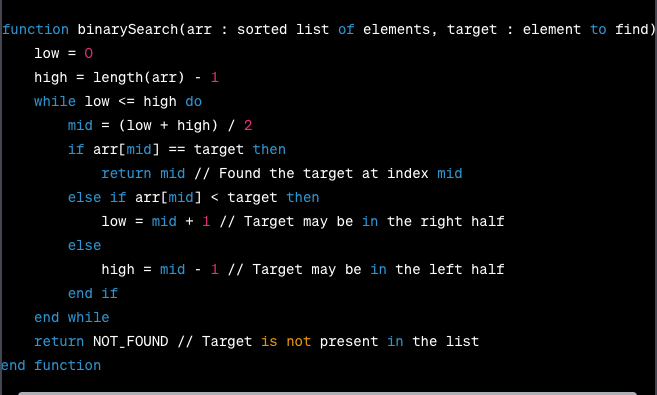 function binarySearch(arr : sorted list of elements, target : element to find)
    low = 0
    high = length(arr) - 1
    while low <= high do
        mid = (low + high) / 2
        if arr[mid] == target then
            return mid // Found the target at index mid
        else if arr[mid] < target then
            low = mid + 1 // Target may be in the right half
        else
            high = mid - 1 // Target may be in the left half
        end if
    end while
    return NOT_FOUND // Target is not present in the list
end function